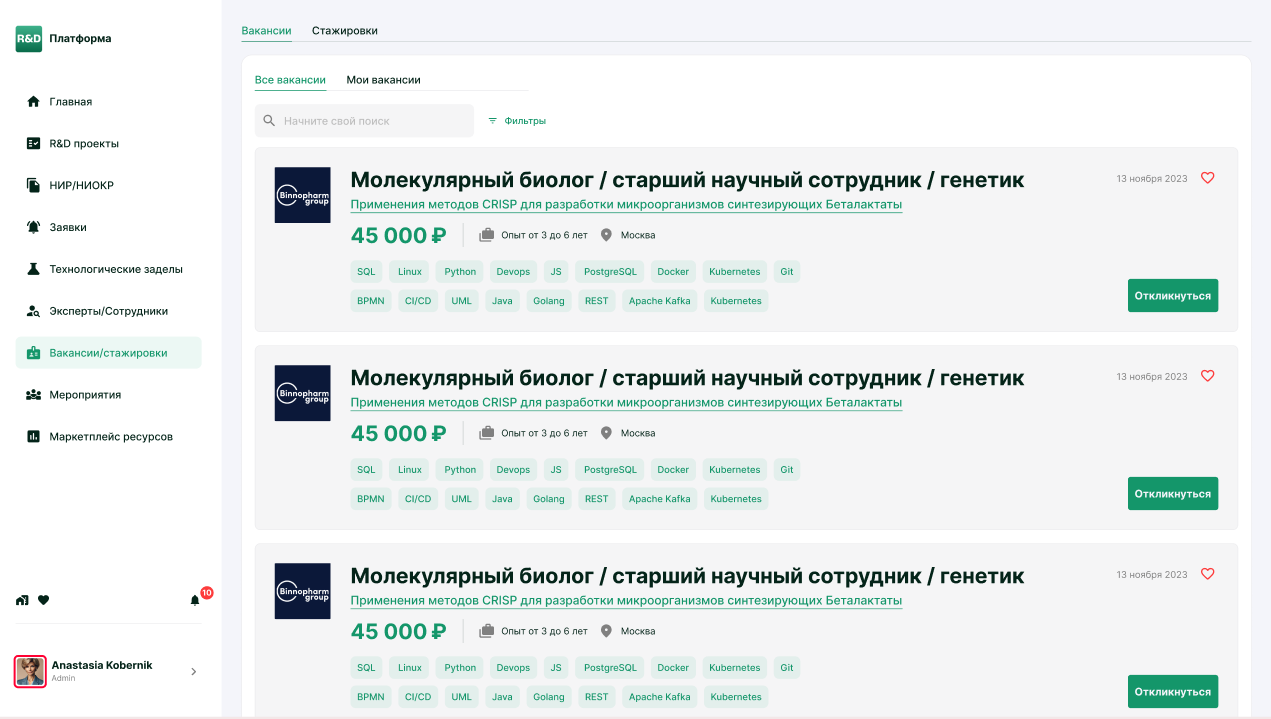 R&D Платформа
Главная
R&D проекты
НИР/НИОКР
Заявки
Технологические заделы
Эксперты/Сотрудники
Вакансии/стажировки
Мероприятия
Маркетплейс ресурсов
10
Anastasia Kobernik
Admin
Вакансии Стажировки
Все вакансии Мои вакансии
Начните свой поиск Фильтры
Binnopharm group
Молекулярный биолог / старший научный сотрудник / генетик 13 ноября 2023
Применения методов CRISP для разработки микроорганизмов синтезирующих Беталактаты
45 000 ₽ Опыт от 3 до 6 лет Москва
SQL Linux Python Devops JS PostgreSQL Docker Kubernetes Git
BPMN CI/CD UML Java Golang REST Apache Kafka Kubernetes
Откликнуться
Binnopharm group
Молекулярный биолог / старший научный сотрудник / генетик 13 ноября 2023
Применения методов CRISP для разработки микроорганизмов синтезирующих Беталактаты
45 000 ₽ Опыт от 3 до 6 лет Москва
SQL Linux Python Devops JS PostgreSQL Docker Kubernetes Git
BPMN CI/CD UML Java Golang REST Apache Kafka Kubernetes
Откликнуться
Binnopharm group
Молекулярный биолог / старший научный сотрудник / генетик 13 ноября 2023
Применения методов CRISP для разработки микроорганизмов синтезирующих Беталактаты
45 000 ₽ Опыт от 3 до 6 лет Москва
SQL Linux Python Devops JS PostgreSQL Docker Kubernetes Git
BPMN CI/CD UML Java Golang REST Apache Kafka Kubernetes
Откликнуться